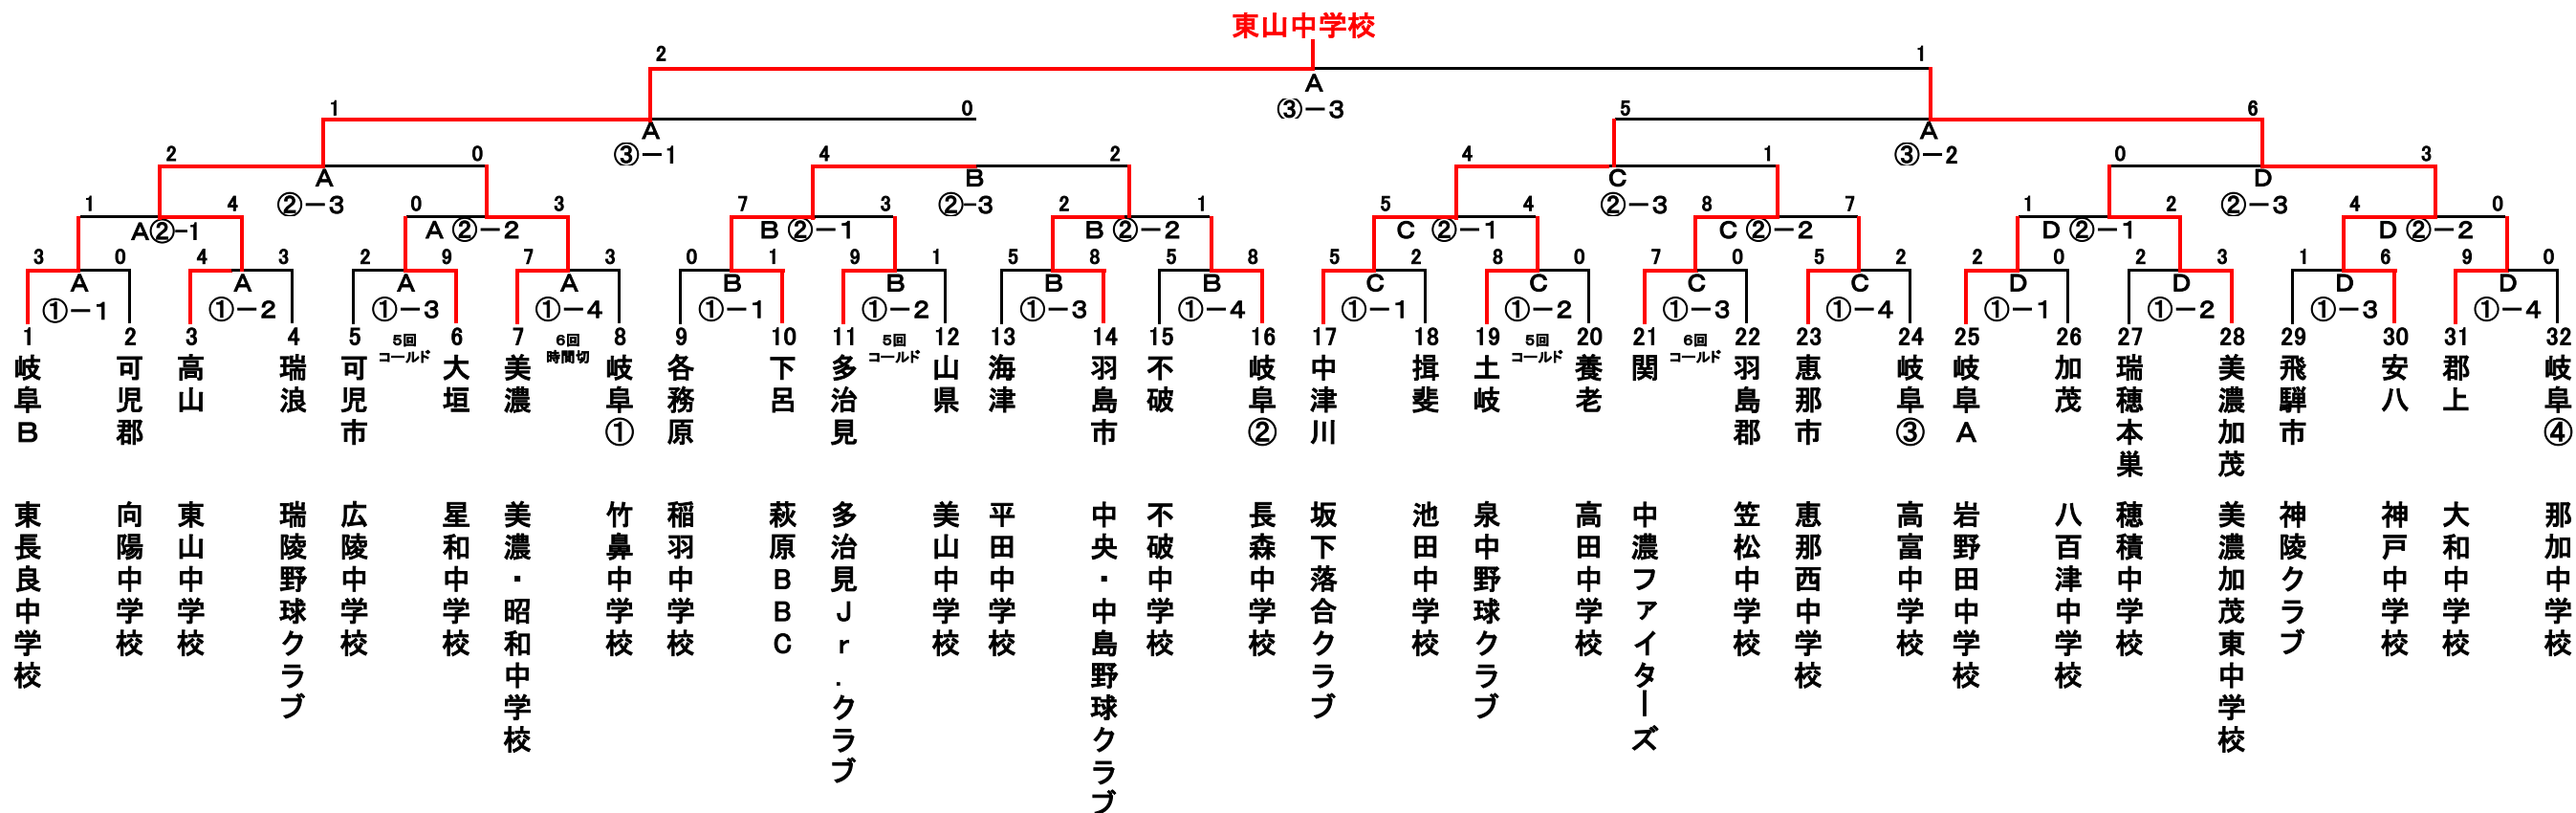 東山中学校
2 1
A
③－3
1 0 5 6
A A
③－1 ③－2
2 0 4 2 4 1 0 3
A B C D
②－3 ②-3 ②－3 ②－3
1 4 0 3 7 3 2 1 5 4 8 7 1 2 4 0
A②-1 A ②－2 B ②－1 B ②－2 C ②－1 C ②－2 D ②－1 D ②－2
3 0 4 3 2 9 7 3 0 1 9 1 5 8 5 8 5 2 8 0 7 0 5 2 2 0 2 3 1 6 9 0
A A A A B B B B C C C C D D D D
①－1 ①－2 ①－3 ①－4 ①－1 ①－2 ①－3 ①－4 ①－1 ①－2 ①－3 ①－4 ①－1 ①－2 ①－3 ①－4
5回コールド
6回時間切
5回コールド
5回コールド
6回コールド
1 岐阜B 東長良中学校
2 可児郡 向陽中学校
3 高山 東山中学校
4 瑞浪 瑞陵野球クラブ
5 可児市 広陵中学校
6 大垣 星和中学校
7 美濃 美濃・昭和中学校
8 岐阜① 竹鼻中学校
9 各務原 稲羽中学校
10 下呂 萩原BBC
11 多治見 多治見Jr.クラブ
12 山県 美山中学校
13 海津 平田中学校
14 羽島市 中央・中島野球クラブ
15 不破 不破中学校
16 岐阜② 長森中学校
17 中津川 坂下落合クラブ
18 揖斐 池田中学校
19 土岐 泉中野球クラブ
20 養老 高田中学校
21 関 中濃ファイターズ
22 羽島郡 笠松中学校
23 恵那市 恵那西中学校
24 岐阜③ 高富中学校
25 岐阜A 岩野田中学校
26 加茂 八百津中学校
27 瑞穂本巣 穂積中学校
28 美濃加茂 美濃加茂東中学校
29 飛騨市 神陵クラブ
30 安八 神戸中学校
31 郡上 大和中学校
32 岐阜④ 那加中学校